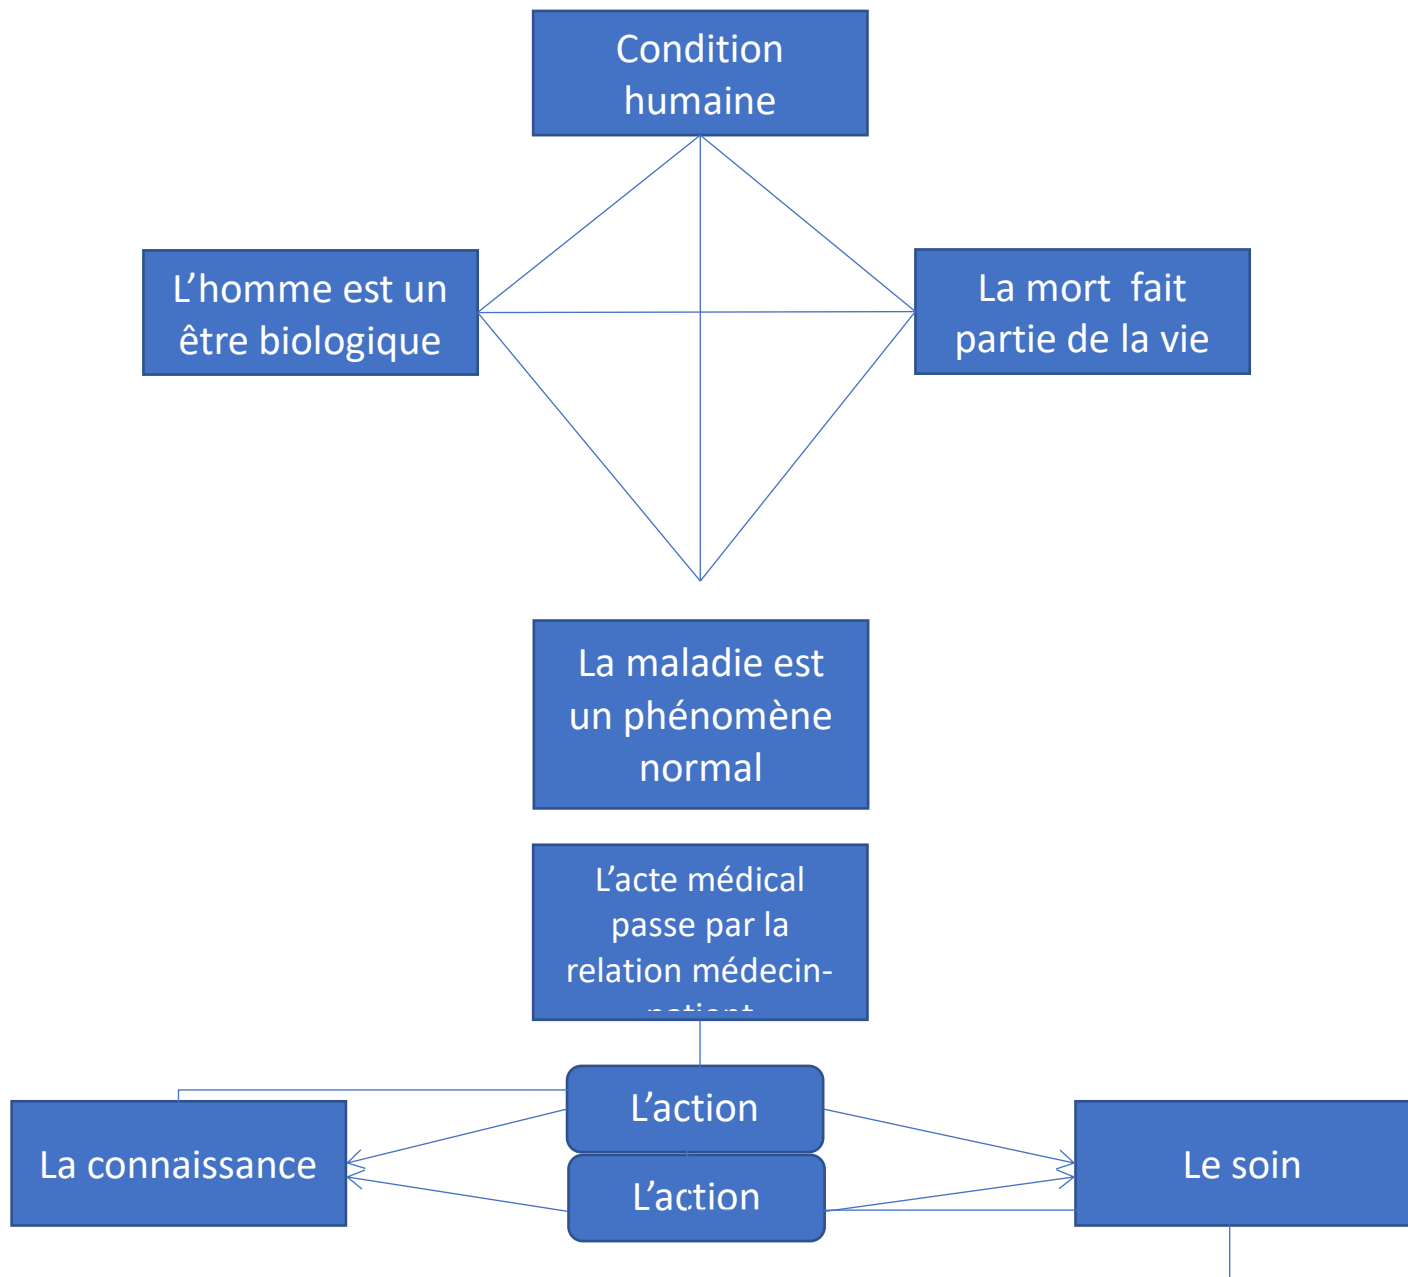 Condition
humaine
L'homme est un
être biologique
La mort  fait
partie de la vie
La maladie est
un phénomène
normal
L'acte médical
passe par la
relation médecin-
patient
L'action
La connaissance
Le soin
L'action